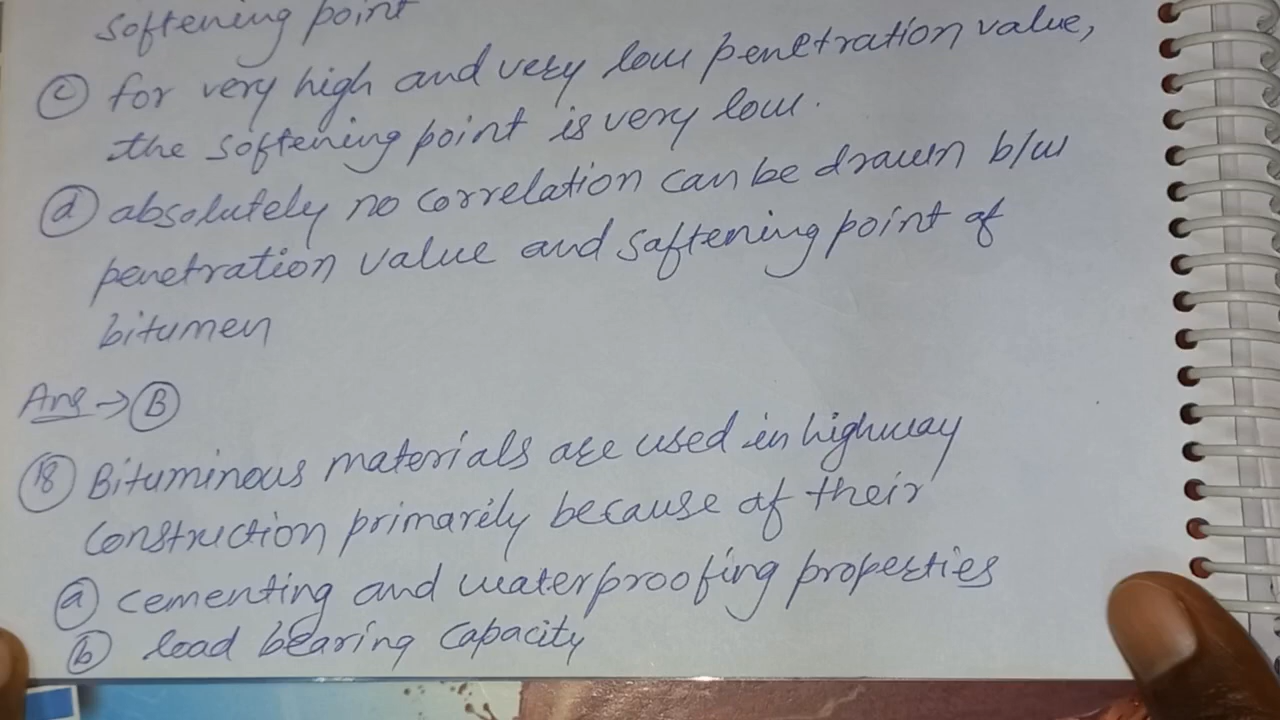 softening point
ⓒ for very high and very low penetration value,
the softening point is very low.
ⓓ absolutely no correlation can be drawn b/w
penetration value and softening point of
bitumen
Ans → Ⓑ
⑱ Bituminous materials are used in highway
construction primarily because of their
ⓐ cementing and waterproofing properties
ⓑ load bearing capacity